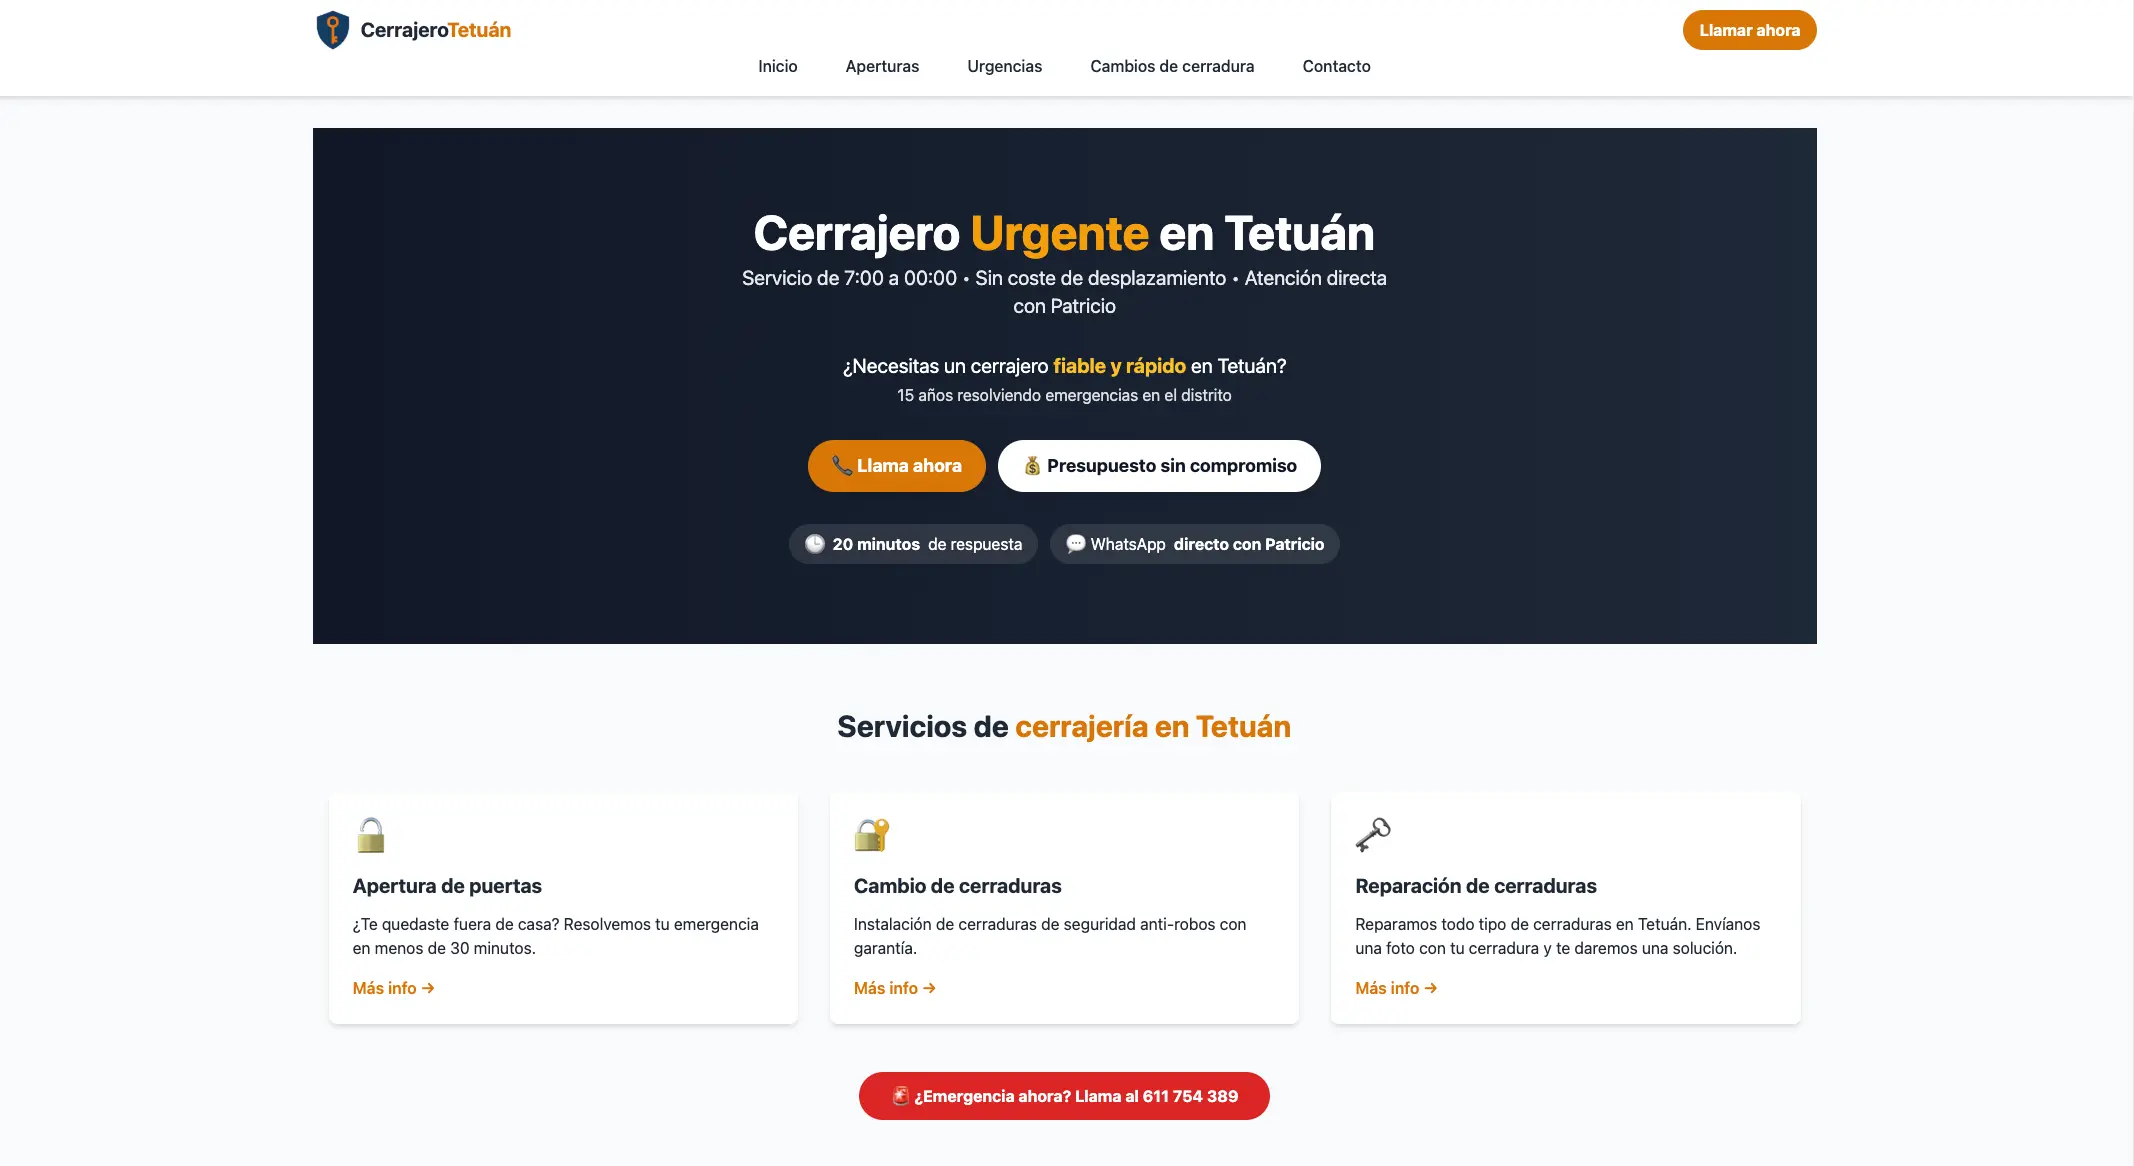 CerrajeroTetuán
Llamar ahora
Inicio Aperturas Urgencias Cambios de cerradura Contacto
Cerrajero Urgente en Tetuán
Servicio de 7:00 a 00:00 • Sin coste de desplazamiento • Atención directa
con Patricio
¿Necesitas un cerrajero fiable y rápido en Tetuán?
15 años resolviendo emergencias en el distrito
📞 Llama ahora
💰 Presupuesto sin compromiso
🕒 20 minutos de respuesta
💬 WhatsApp directo con Patricio
Servicios de cerrajería en Tetuán
Apertura de puertas
¿Te quedaste fuera de casa? Resolvemos tu emergencia
en menos de 30 minutos.
Más info →
Cambio de cerraduras
Instalación de cerraduras de seguridad anti-robos con
garantía.
Más info →
Reparación de cerraduras
Reparamos todo tipo de cerraduras en Tetuán. Envíanos
una foto con tu cerradura y te daremos una solución.
Más info →
🚨 ¿Emergencia ahora? Llama al 611 754 389